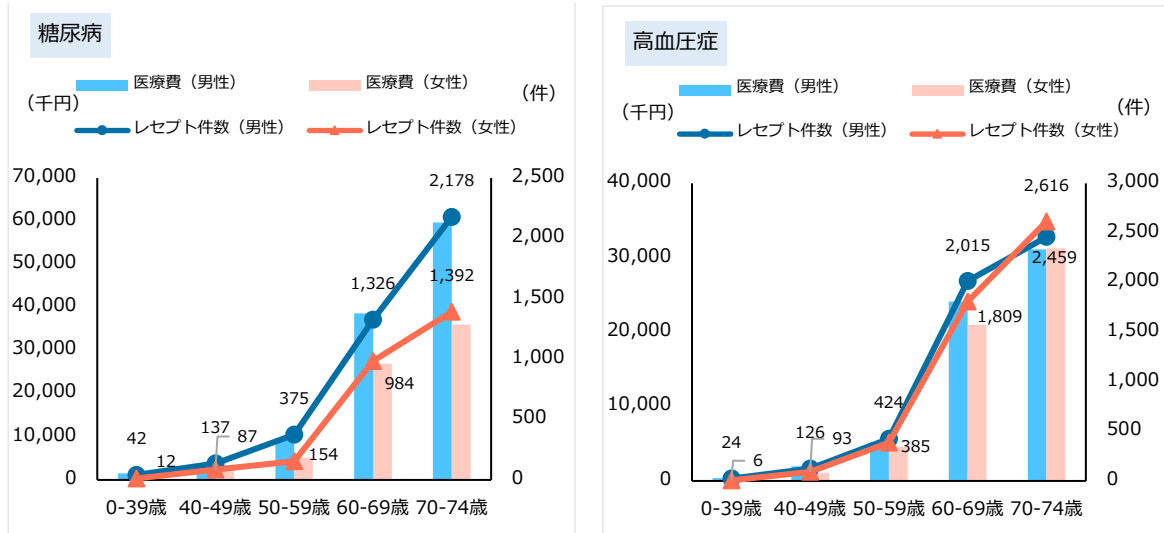 糖尿病
医療費（男性） 医療費（女性）
（千円） （件）
レセプト件数（男性） レセプト件数（女性）
70,000 2,500
60,000 2,000
50,000 1,500
40,000 1,000
30,000 500
20,000 0
10,000
0
42 137 375 1,326 2,178
12 87 154 984 1,392
0-39歳 40-49歳 50-59歳 60-69歳 70-74歳
高血圧症
医療費（男性） 医療費（女性）
（千円） （件）
レセプト件数（男性） レセプト件数（女性）
40,000 3,000
30,000 2,500
20,000 2,000
10,000 1,500
0 1,000
500
0
24 126 424 2,015 2,459
6 93 385 1,809 2,616
0-39歳 40-49歳 50-59歳 60-69歳 70-74歳